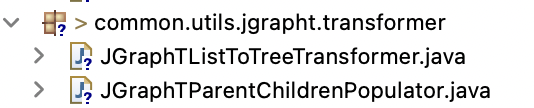 > common.utils.jgrapht.transformer
JGraphTListToTreeTransformer.java
JGraphTParentChildrenPopulator.java